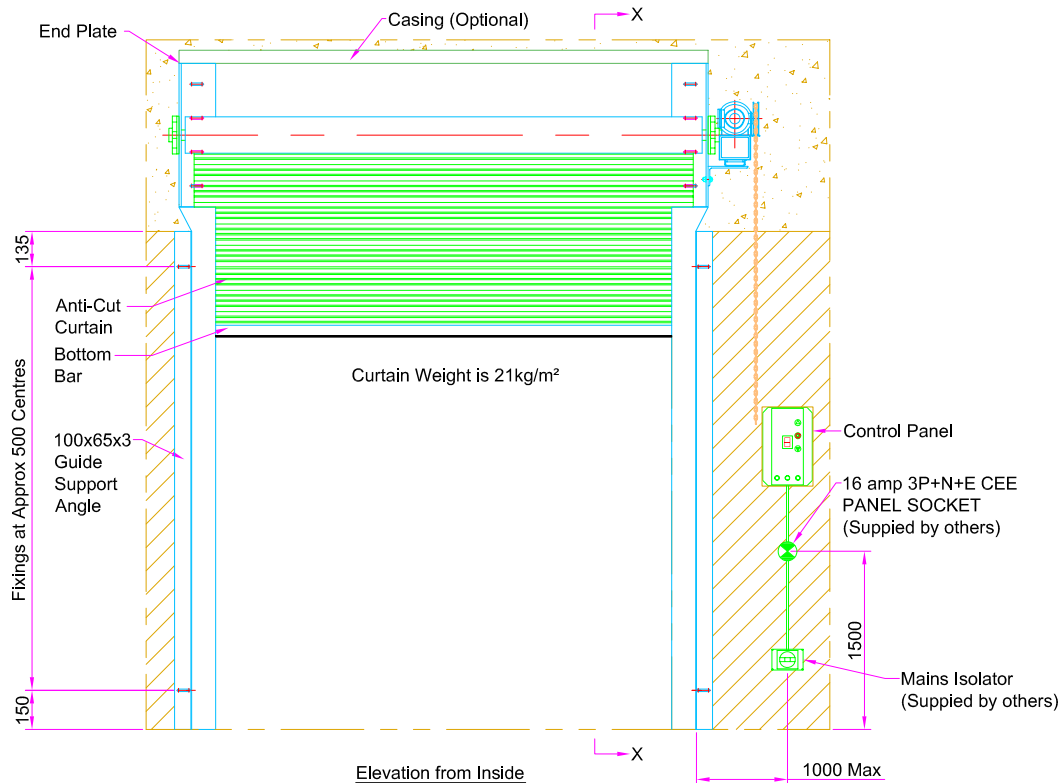 X
Casing (Optional)
End Plate
135
Anti-Cut
Curtain
Bottom
Bar
Curtain Weight is 21kg/m²
Fixings at Approx 500 Centres
100x65x3
Guide
Support
Angle
Control Panel
16 amp 3P+N+E CEE
PANEL SOCKET
(Suppied by others)
1500
Mains Isolator
(Suppied by others)
150
X
Elevation from Inside
1000 Max